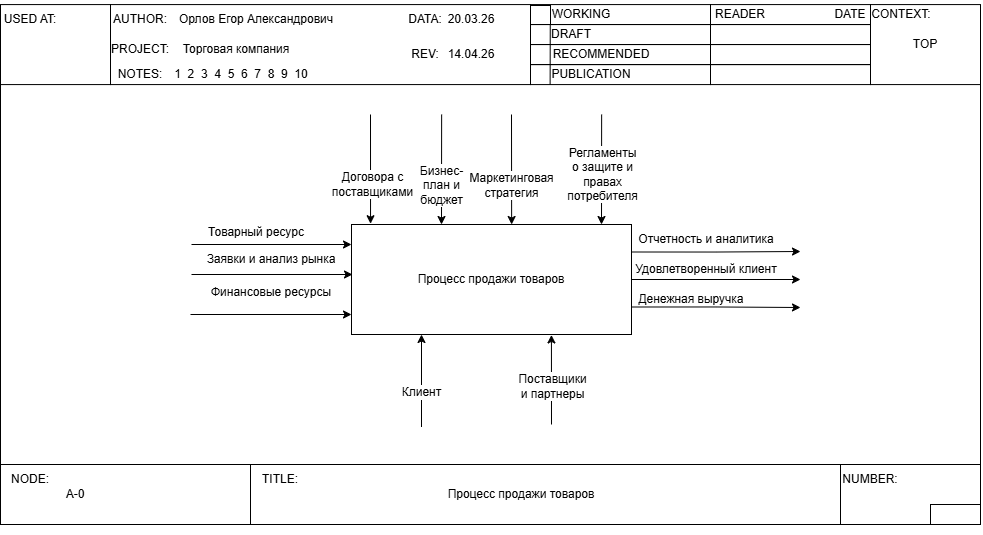 USED AT:
AUTHOR: Орлов Егор Александрович
DATA: 20.03.26
WORKING
READER
DATE
CONTEXT:
DRAFT
TOP
PROJECT: Торговая компания
REV: 14.04.26
RECOMMENDED
NOTES: 1 2 3 4 5 6 7 8 9 10
PUBLICATION
Договора с
поставщиками
Бизнес-
план и
бюджет
Маркетинговая
стратегия
Регламенты
о защите и
правах
потребителя
Товарный ресурс
Заявки и анализ рынка
Финансовые ресурсы
Процесс продажи товаров
Отчетность и аналитика
Удовлетворенный клиент
Денежная выручка
Клиент
Поставщики
и партнеры
NODE:
A-0
TITLE:
Процесс продажи товаров
NUMBER: